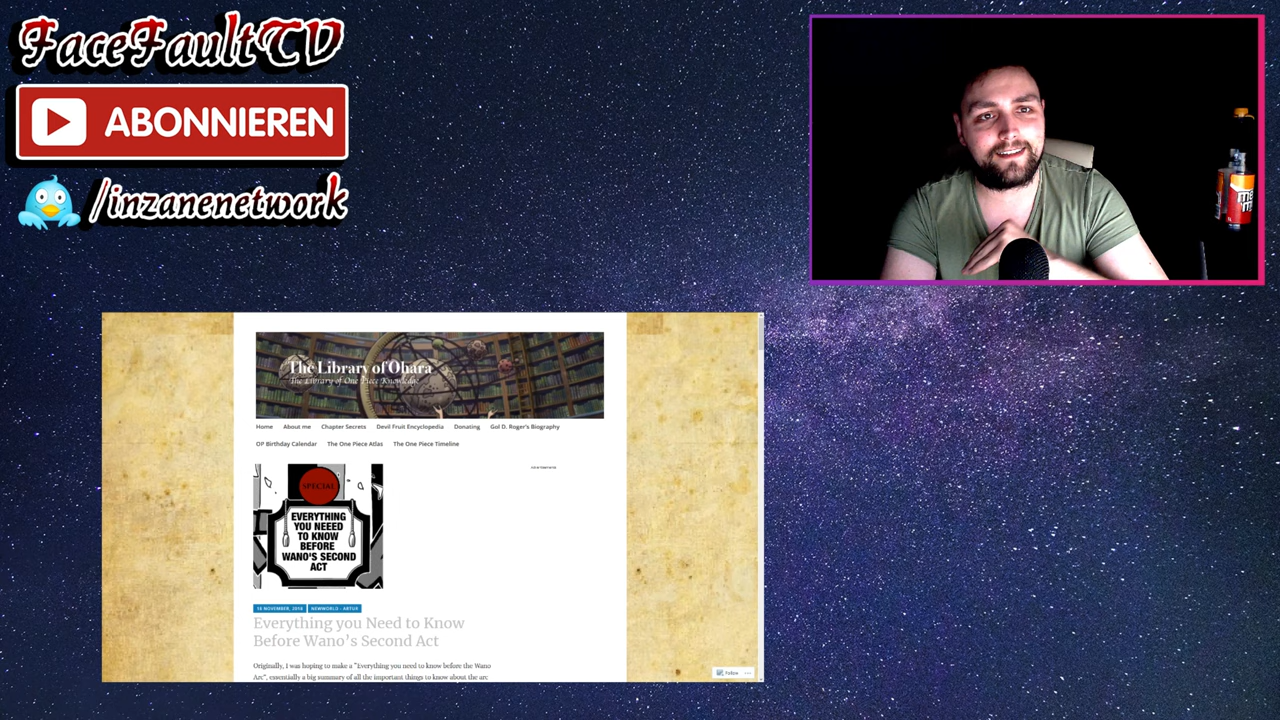 FaceFaultTV
ABONNIEREN
/inzanenetwork
The Library of Ohara
The Library of One Piece Knowledge
Home About me Chapter Secrets Devil Fruit Encyclopedia Donating Gol D. Roger's Biography
OP Birthday Calendar The One Piece Atlas The One Piece Timeline
SPECIAL
EVERYTHING
YOU NEEED
TO KNOW
BEFORE
WANO'S SECOND
ACT
NEWWORLD - ARTUR
Everything you Need to Know
Before Wano's Second Act
Originally, I was hoping to make a "Everything you need to know before the Wano
Arc", essentially a big summary of all the important things to know about the arc
Follow